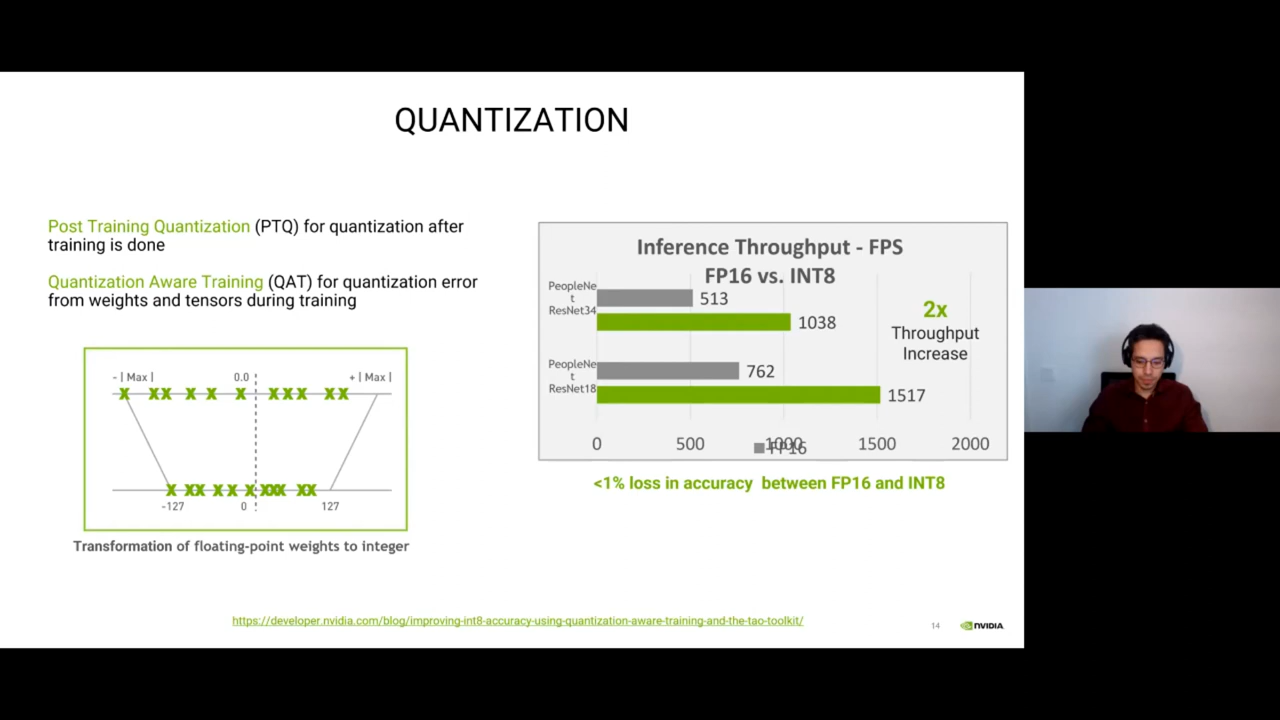 QUANTIZATION
Post Training Quantization (PTQ) for quantization after
training is done
Quantization Aware Training (QAT) for quantization error
from weights and tensors during training
- | Max |
0.0
+ | Max |
-127
0
127
Transformation of floating-point weights to integer
Inference Throughput - FPS
FP16 vs. INT8
PeopleNe
t
ResNet34
513
1038
PeopleNe
t
ResNet18
762
1517
2x
Throughput
Increase
0 500 1000 1500 2000
FP16
<1% loss in accuracy between FP16 and INT8
https://developer.nvidia.com/blog/improving-int8-accuracy-using-quantization-aware-training-and-the-tao-toolkit/
14
NVIDIA.